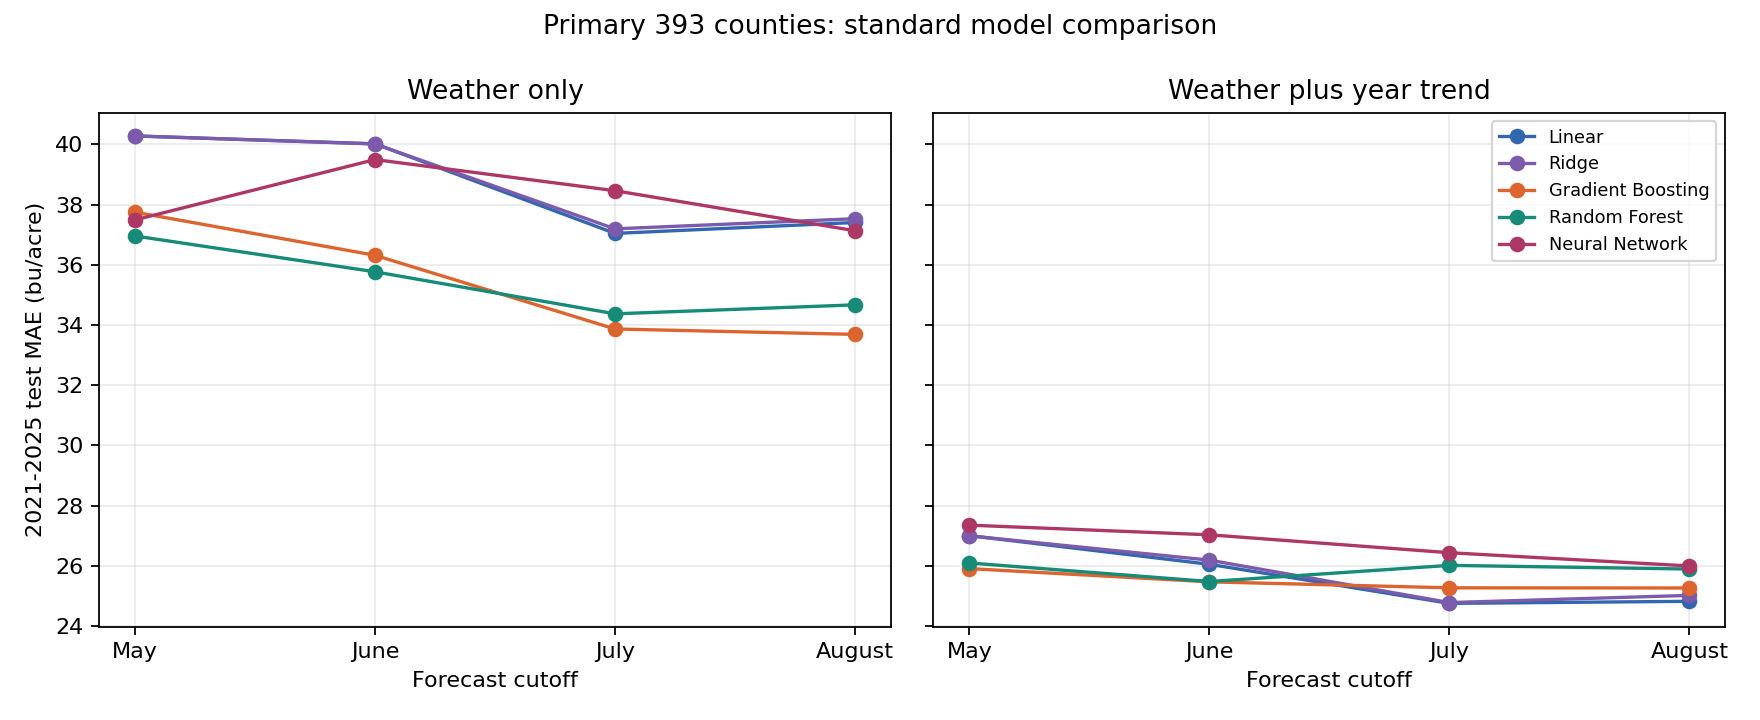 Primary 393 counties: standard model comparison
Weather only
2021-2025 test MAE (bu/acre)
40
38
36
34
32
30
28
26
24
May June July August
Forecast cutoff
Weather plus year trend
Linear
Ridge
Gradient Boosting
Random Forest
Neural Network
May June July August
Forecast cutoff